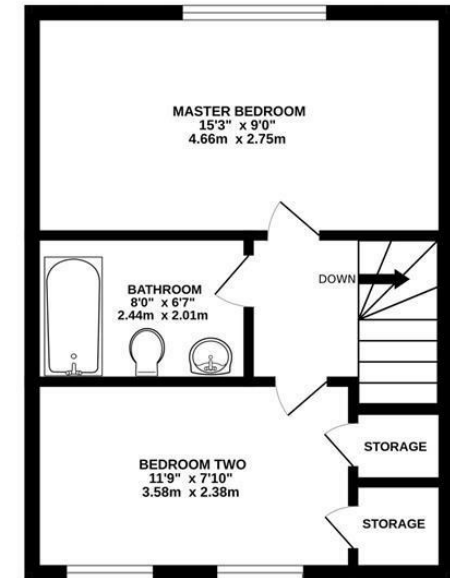 MASTER BEDROOM
15'3" x 9'0"
4.66m x 2.75m
DOWN
BATHROOM
8'0" x 6'7"
2.44m x 2.01m
STORAGE
BEDROOM TWO
11'9" x 7'10"
3.58m x 2.38m
STORAGE